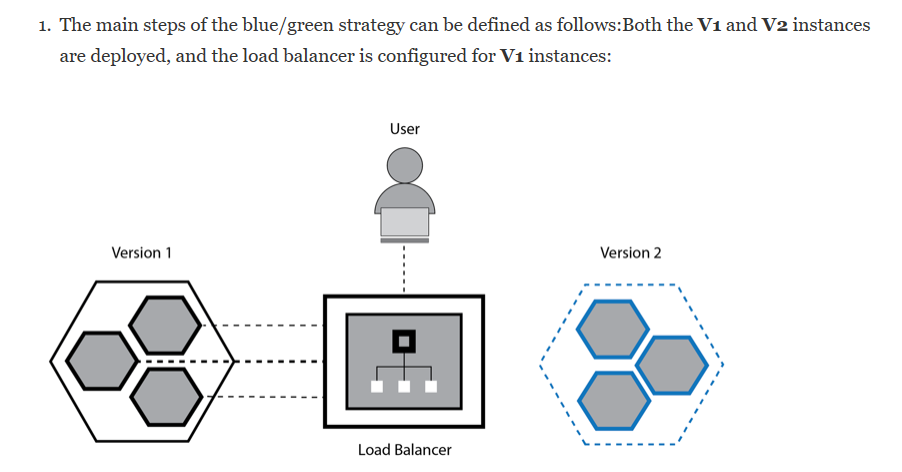 1. The main steps of the blue/green strategy can be defined as follows:Both the V1 and V2 instances
are deployed, and the load balancer is configured for V1 instances:
User
Version 1
Version 2
Load Balancer